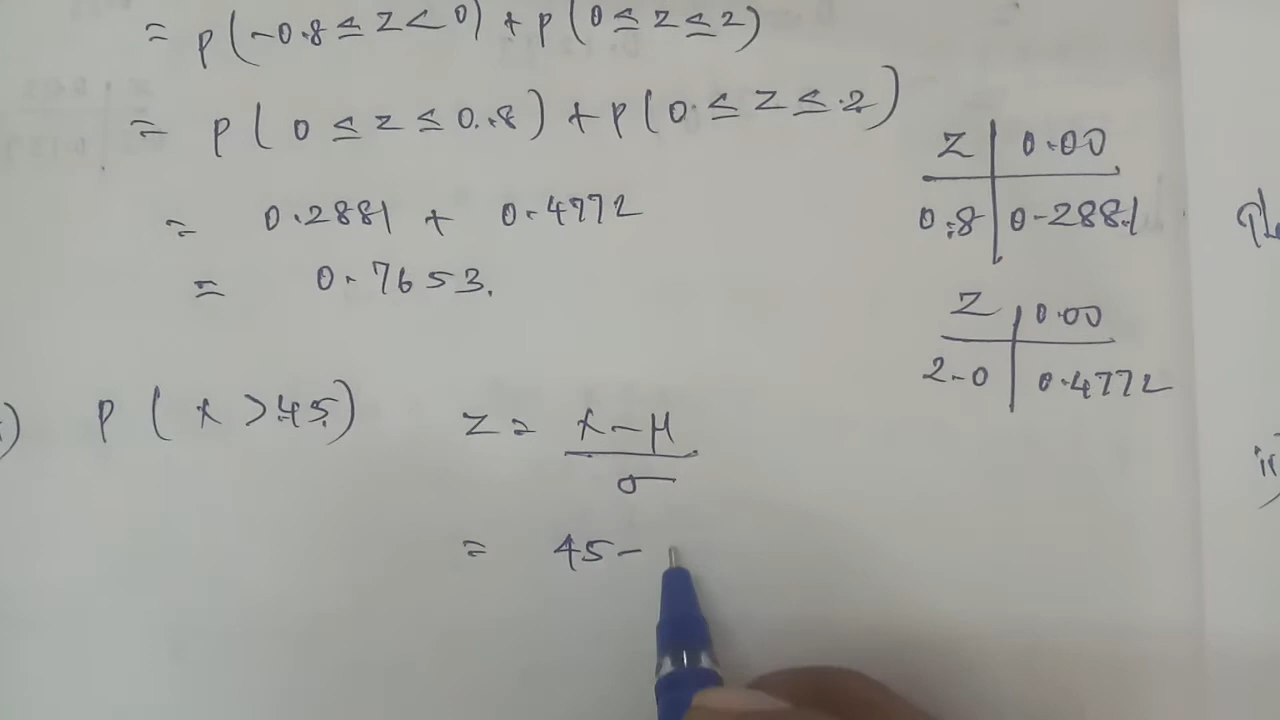 = P(-0.8 ≤ Z < 0) + P(0 ≤ Z ≤ 2)
= P(0 ≤ Z ≤ 0.8) + P(0 ≤ Z ≤ 2)
= 0.2881 + 0.4772
= 0.7653.
Z | 0.00
0.8 | 0.2881
Z | 0.00
2.0 | 0.4772
) P(x > 45) Z = x - μ
σ
= 45 -